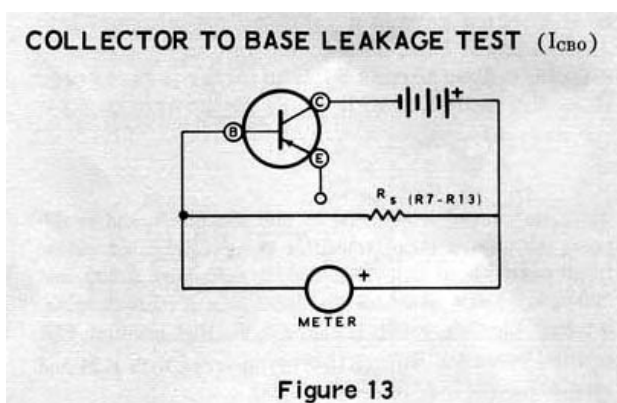 COLLECTOR TO BASE LEAKAGE TEST (ICBO)
C
+
B
E
Rs (R7-R13)
+
METER
Figure 13